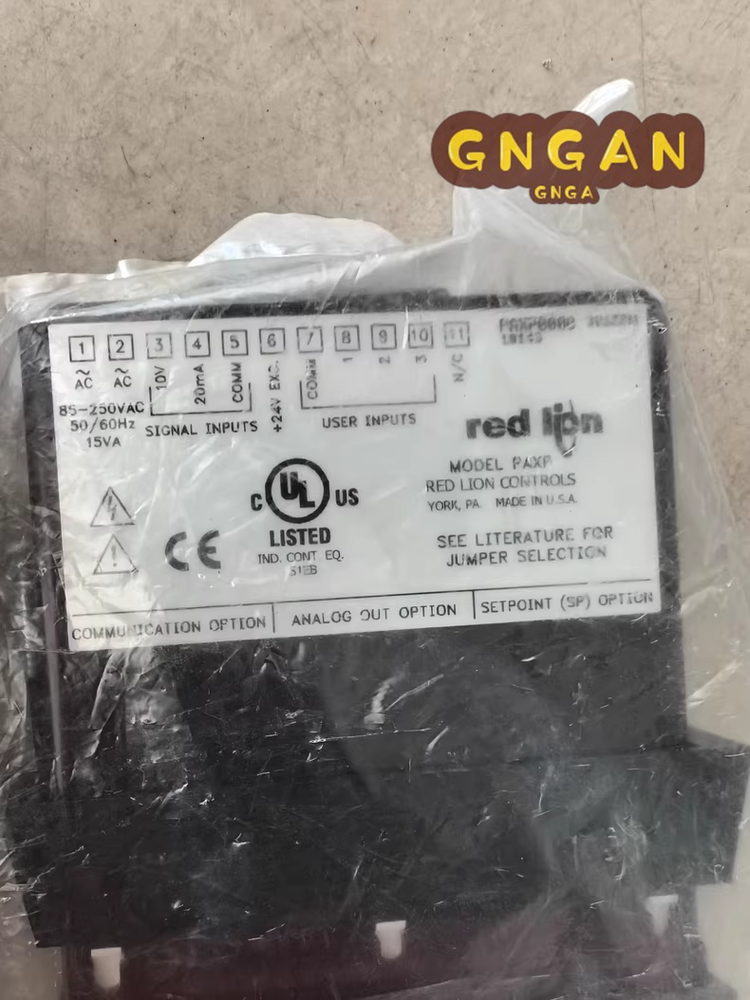 GNGAN
GNGA
PAXP0000
1 2 3 4 5 6 7 8 9 10 11
~ AC ~ AC 10V 20mA COMM +24V EXC. COMM 1 2 3 N/C
85-250VAC
50/60Hz
15VA
SIGNAL INPUTS
USER INPUTS
red lion
MODEL PAXP
RED LION CONTROLS
YORK, PA MADE IN U.S.A.
C UL US
LISTED
IND. CONT. EQ.
CE
SEE LITERATURE FOR
JUMPER SELECTION
COMMUNICATION OPTION ANALOG OUT OPTION SETPOINT (SP) OPTION